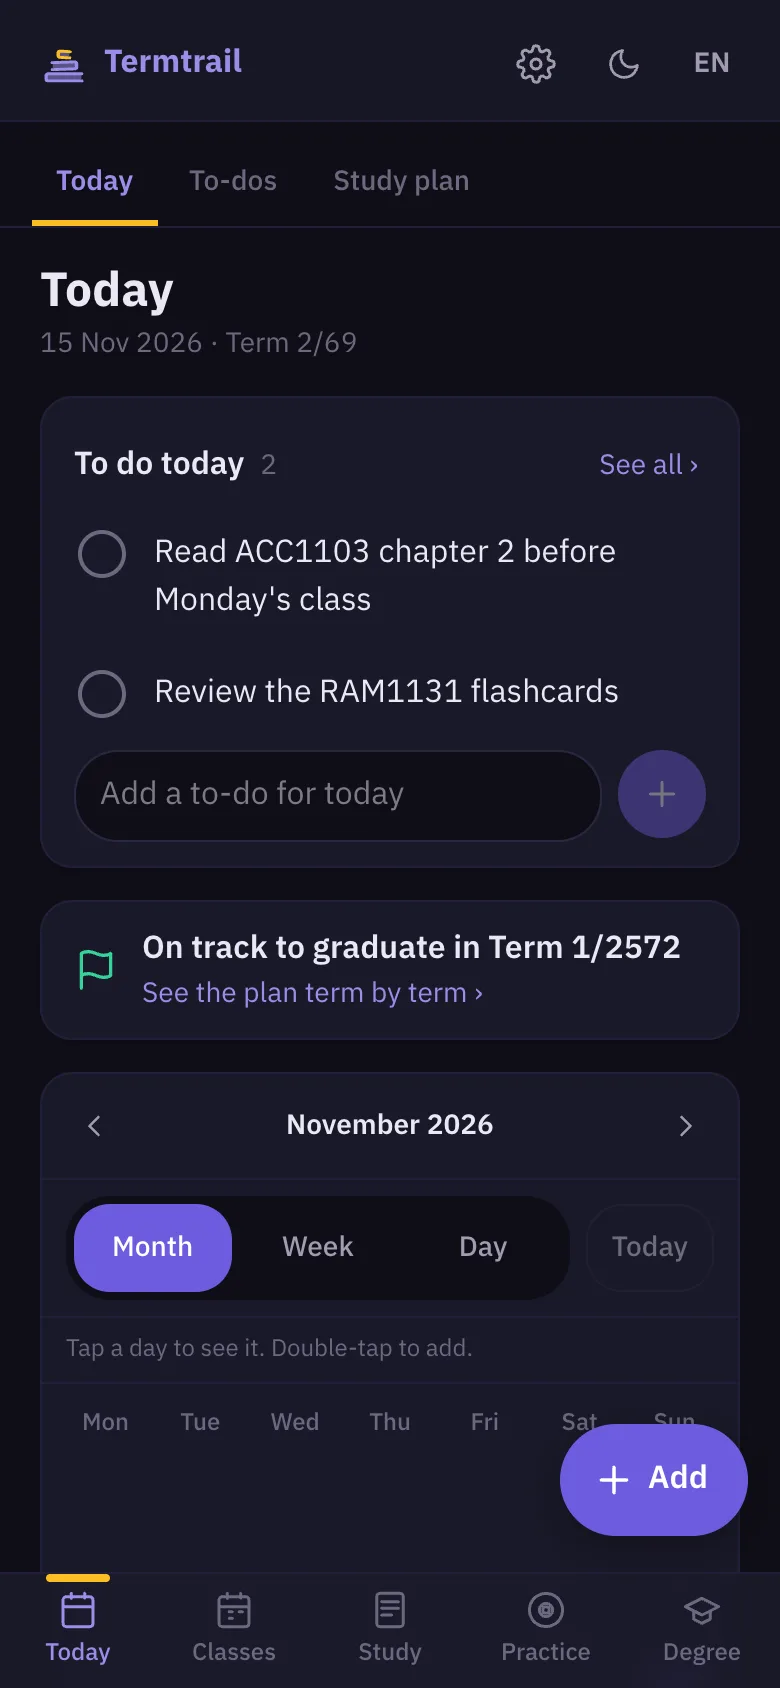 Termtrail
EN
Today
To-dos
Study plan
Today
15 Nov 2026 · Term 2/69
To do today 2
See all ›
Read ACC1103 chapter 2 before
Monday's class
Review the RAM1131 flashcards
Add a to-do for today
On track to graduate in Term 1/2572
See the plan term by term ›
November 2026
Month
Week
Day
Today
Tap a day to see it. Double-tap to add.
Mon Tue Wed Thu Fri Sat Sun
+ Add
Today
Classes
Study
Practice
Degree